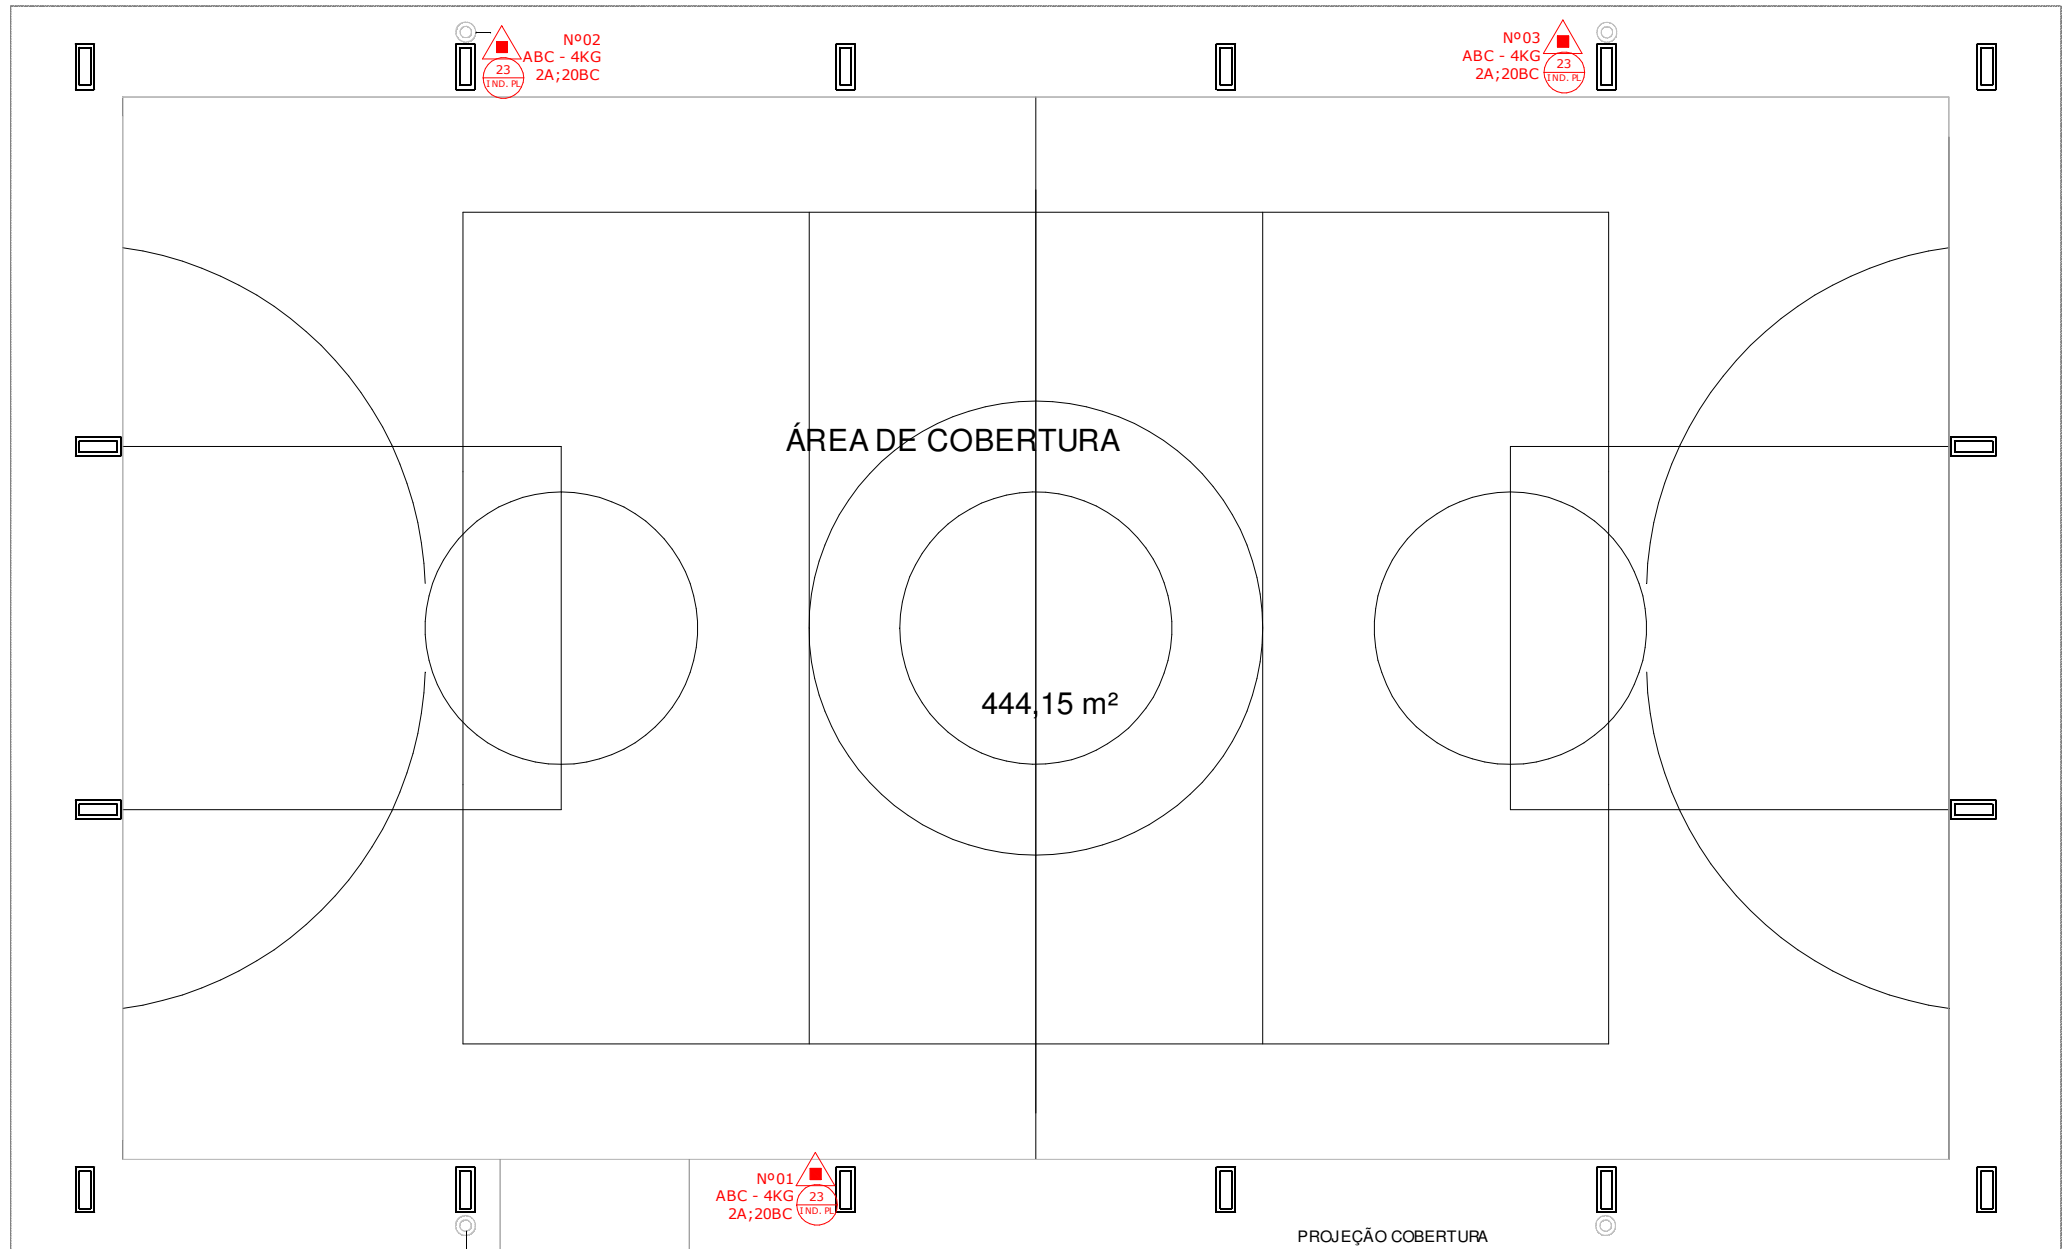 Nº02
ABC - 4KG
2A;20BC
23
IND. PL
Nº03
ABC - 4KG
2A;20BC
23
IND. PL
ÁREA DE COBERTURA
444,15 m²
Nº01
ABC - 4KG
2A;20BC
23
IND. PL
PROJEÇÃO COBERTURA